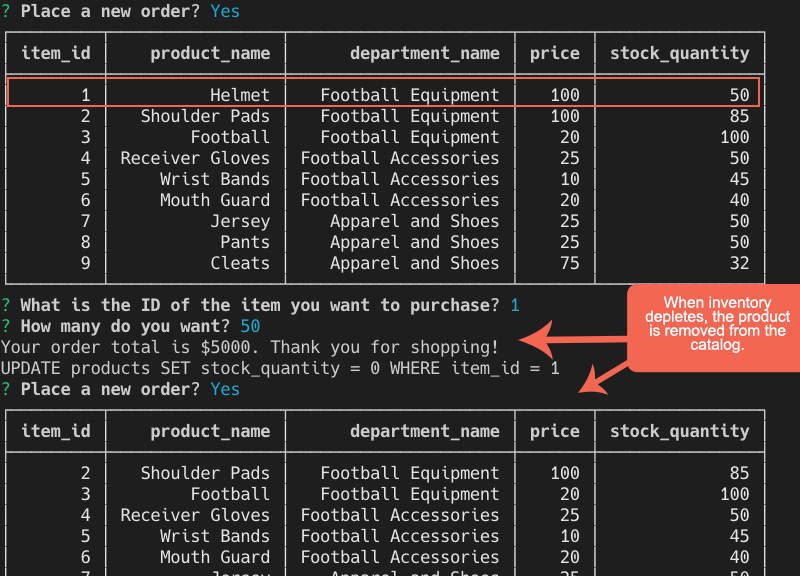 ? Place a new order? Yes
item_id product_name department_name price stock_quantity
1 Helmet Football Equipment 100 50
2 Shoulder Pads Football Equipment 100 85
3 Football Football Equipment 20 100
4 Receiver Gloves Football Accessories 25 50
5 Wrist Bands Football Accessories 10 45
6 Mouth Guard Football Accessories 20 40
7 Jersey Apparel and Shoes 25 50
8 Pants Apparel and Shoes 25 50
9 Cleats Apparel and Shoes 75 32
? What is the ID of the item you want to purchase? 1
? How many do you want? 50
Your order total is $5000. Thank you for shopping!
UPDATE products SET stock_quantity = 0 WHERE item_id = 1
When inventory
depletes, the product
is removed from the
catalog.
? Place a new order? Yes
item_id product_name department_name price stock_quantity
2 Shoulder Pads Football Equipment 100 85
3 Football Football Equipment 20 100
4 Receiver Gloves Football Accessories 25 50
5 Wrist Bands Football Accessories 10 45
6 Mouth Guard Football Accessories 20 40
7 Jersey Apparel and Shoes 25 50